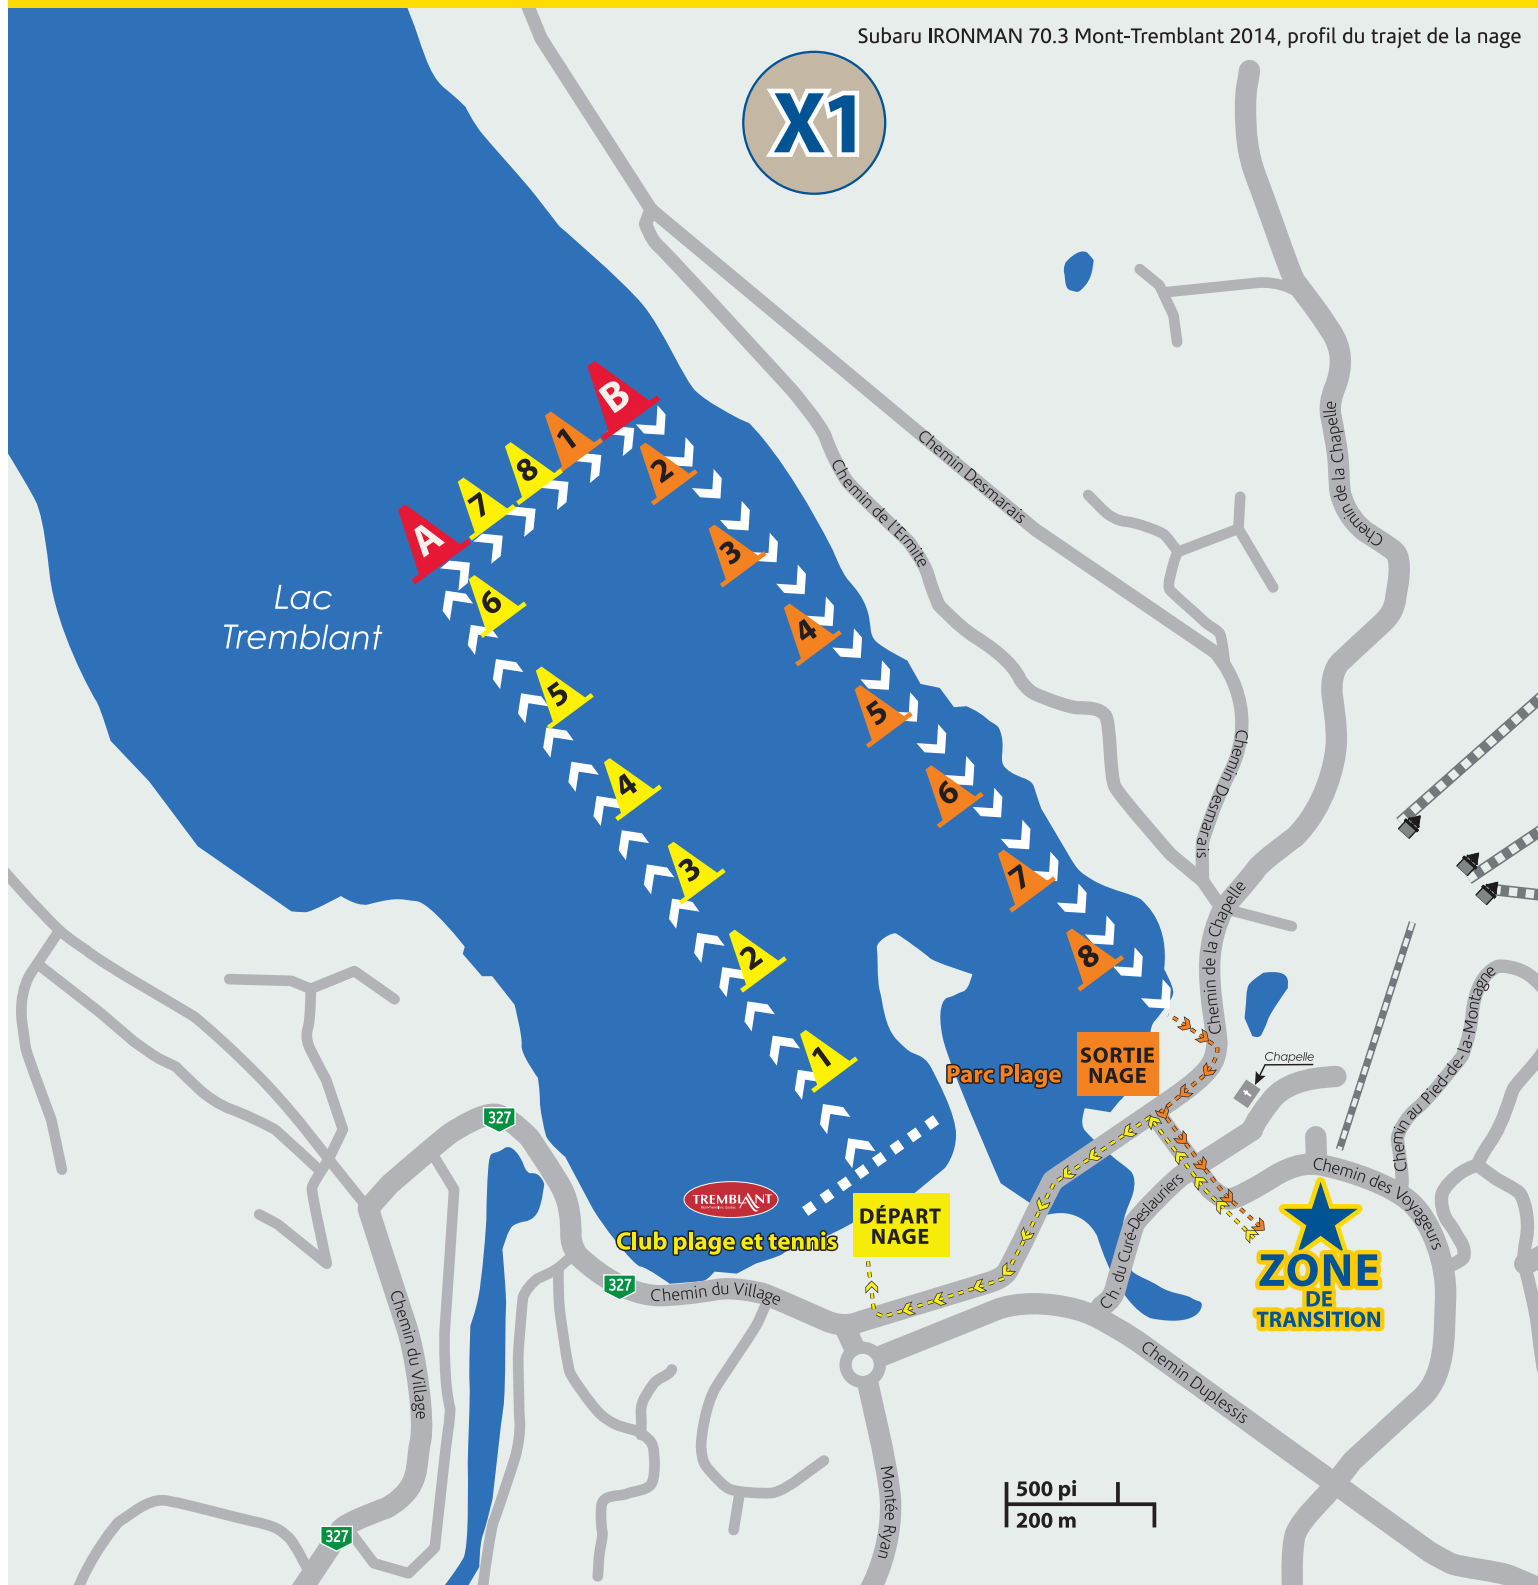 Subaru IRONMAN 70.3 Mont-Tremblant 2014, profil du trajet de la nage
X1
B
1
8
7
A
2
3
6
4
5
5
4
6
3
7
2
8
1
Lac
Tremblant
Chemin Desmarais
Chemin de l'Ermite
Chemin de la Chapelle
Chemin Desmarais
Chemin de la Chapelle
Chemin au Pied-de-la-Montagne
Parc Plage
SORTIE
NAGE
Chapelle
327
TREMBLANT
Club plage et tennis
DÉPART
NAGE
Chemin des Voyageurs
Ch. du Curé-Deslauriers
ZONE
DE
TRANSITION
327
Chemin du Village
Chemin du Village
Chemin Duplessis
Montée Ryan
500 pi
200 m
327